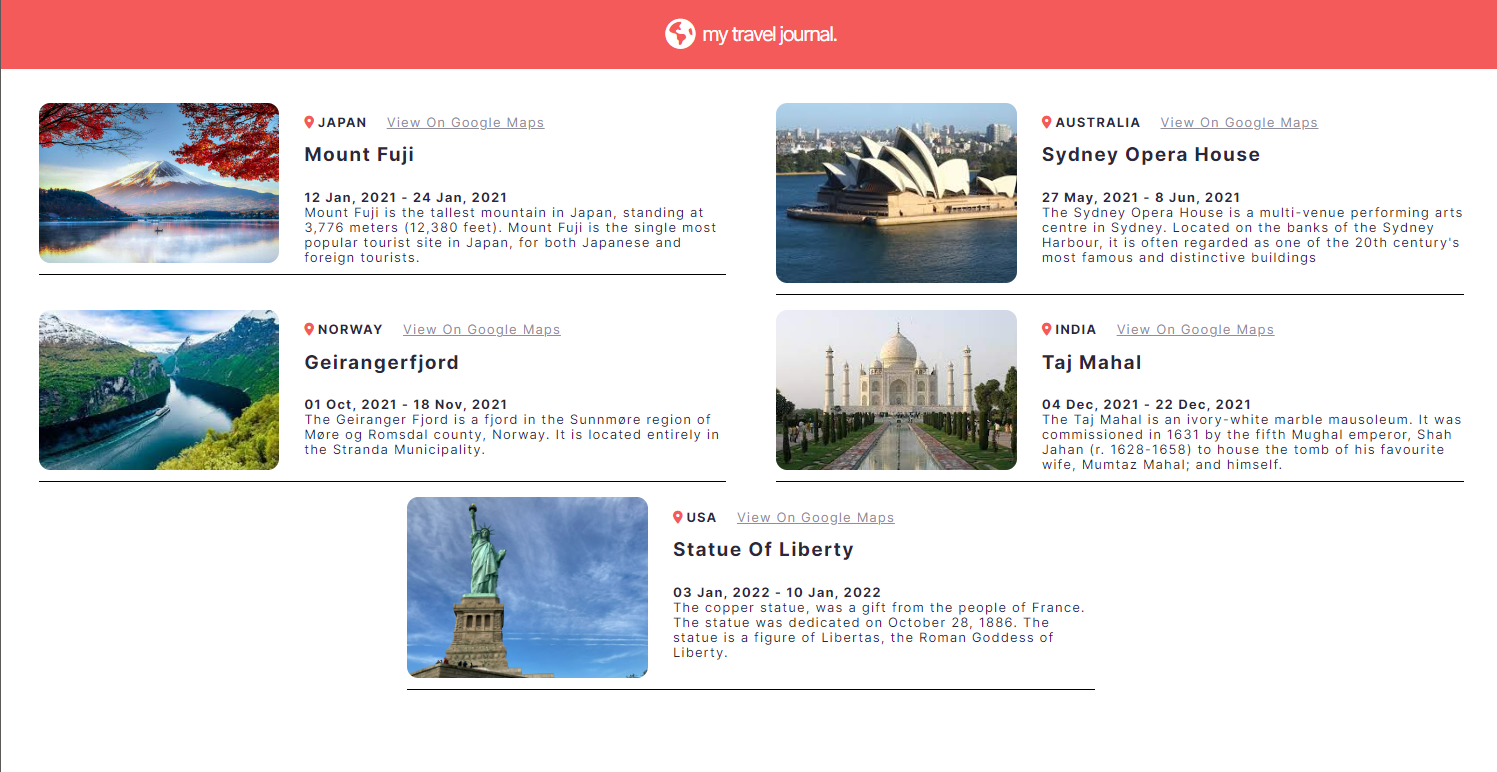 my travel journal.
JAPAN View On Google Maps
Mount Fuji
12 Jan, 2021 - 24 Jan, 2021
Mount Fuji is the tallest mountain in Japan, standing at
3,776 meters (12,380 feet). Mount Fuji is the single most
popular tourist site in Japan, for both Japanese and
foreign tourists.
AUSTRALIA View On Google Maps
Sydney Opera House
27 May, 2021 - 8 Jun, 2021
The Sydney Opera House is a multi-venue performing arts
centre in Sydney. Located on the banks of the Sydney
Harbour, it is often regarded as one of the 20th century's
most famous and distinctive buildings
NORWAY View On Google Maps
Geirangerfjord
01 Oct, 2021 - 18 Nov, 2021
The Geiranger Fjord is a fjord in the Sunnmøre region of
Møre og Romsdal county, Norway. It is located entirely in
the Stranda Municipality.
INDIA View On Google Maps
Taj Mahal
04 Dec, 2021 - 22 Dec, 2021
The Taj Mahal is an ivory-white marble mausoleum. It was
commissioned in 1631 by the fifth Mughal emperor, Shah
Jahan (r. 1628-1658) to house the tomb of his favourite
wife, Mumtaz Mahal; and himself.
USA View On Google Maps
Statue Of Liberty
03 Jan, 2022 - 10 Jan, 2022
The copper statue, was a gift from the people of France.
The statue was dedicated on October 28, 1886. The
statue is a figure of Libertas, the Roman Goddess of
Liberty.